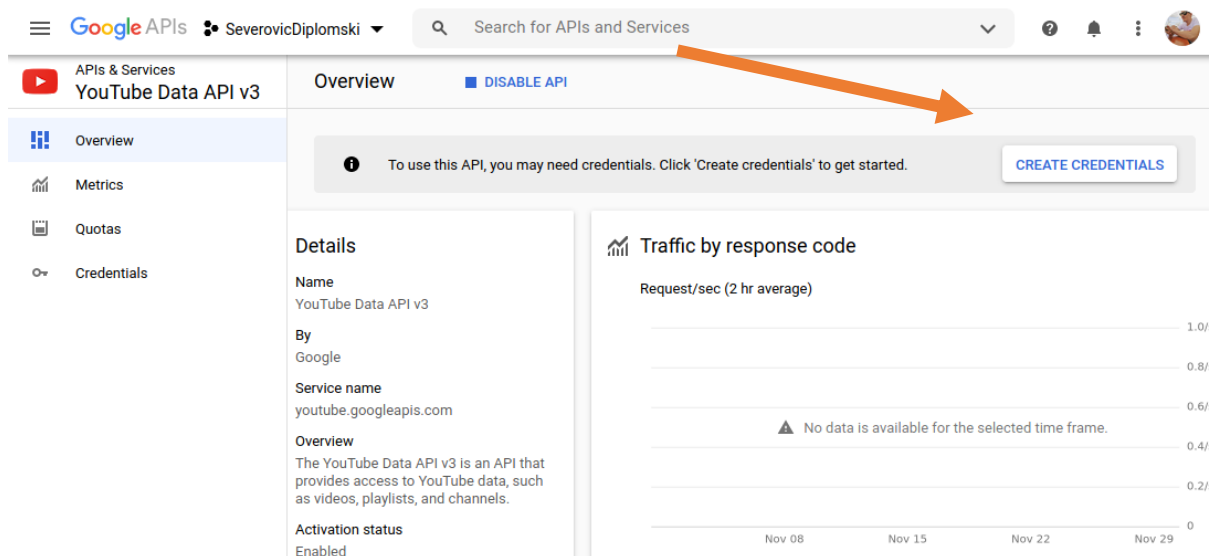 Google APIs
SeverovicDiplomski
Search for APIs and Services
APIs & Services
YouTube Data API v3
Overview
DISABLE API
Overview
Metrics
Quotas
Credentials
To use this API, you may need credentials. Click 'Create credentials' to get started.
CREATE CREDENTIALS
Details
Name
YouTube Data API v3
By
Google
Service name
youtube.googleapis.com
Overview
The YouTube Data API v3 is an API that
provides access to YouTube data, such
as videos, playlists, and channels.
Activation status
Enabled
Traffic by response code
Request/sec (2 hr average)
1.0/
0.8/
0.6/
0.4/
0.2/
0
No data is available for the selected time frame.
Nov 08 Nov 15 Nov 22 Nov 29